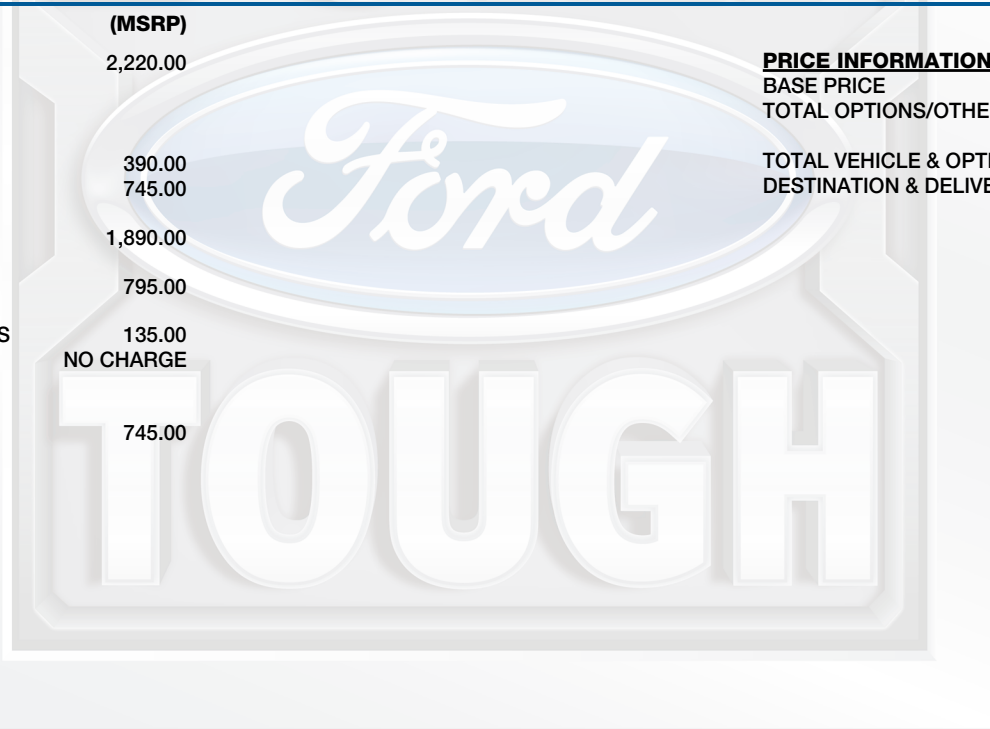 (MSRP)
2,220.00
390.00
745.00
1,890.00
795.00
S 135.00
NO CHARGE
745.00
PRICE INFORMATION
BASE PRICE
TOTAL OPTIONS/OTHE
TOTAL VEHICLE & OPTI
DESTINATION & DELIVE
Ford
TOUGH